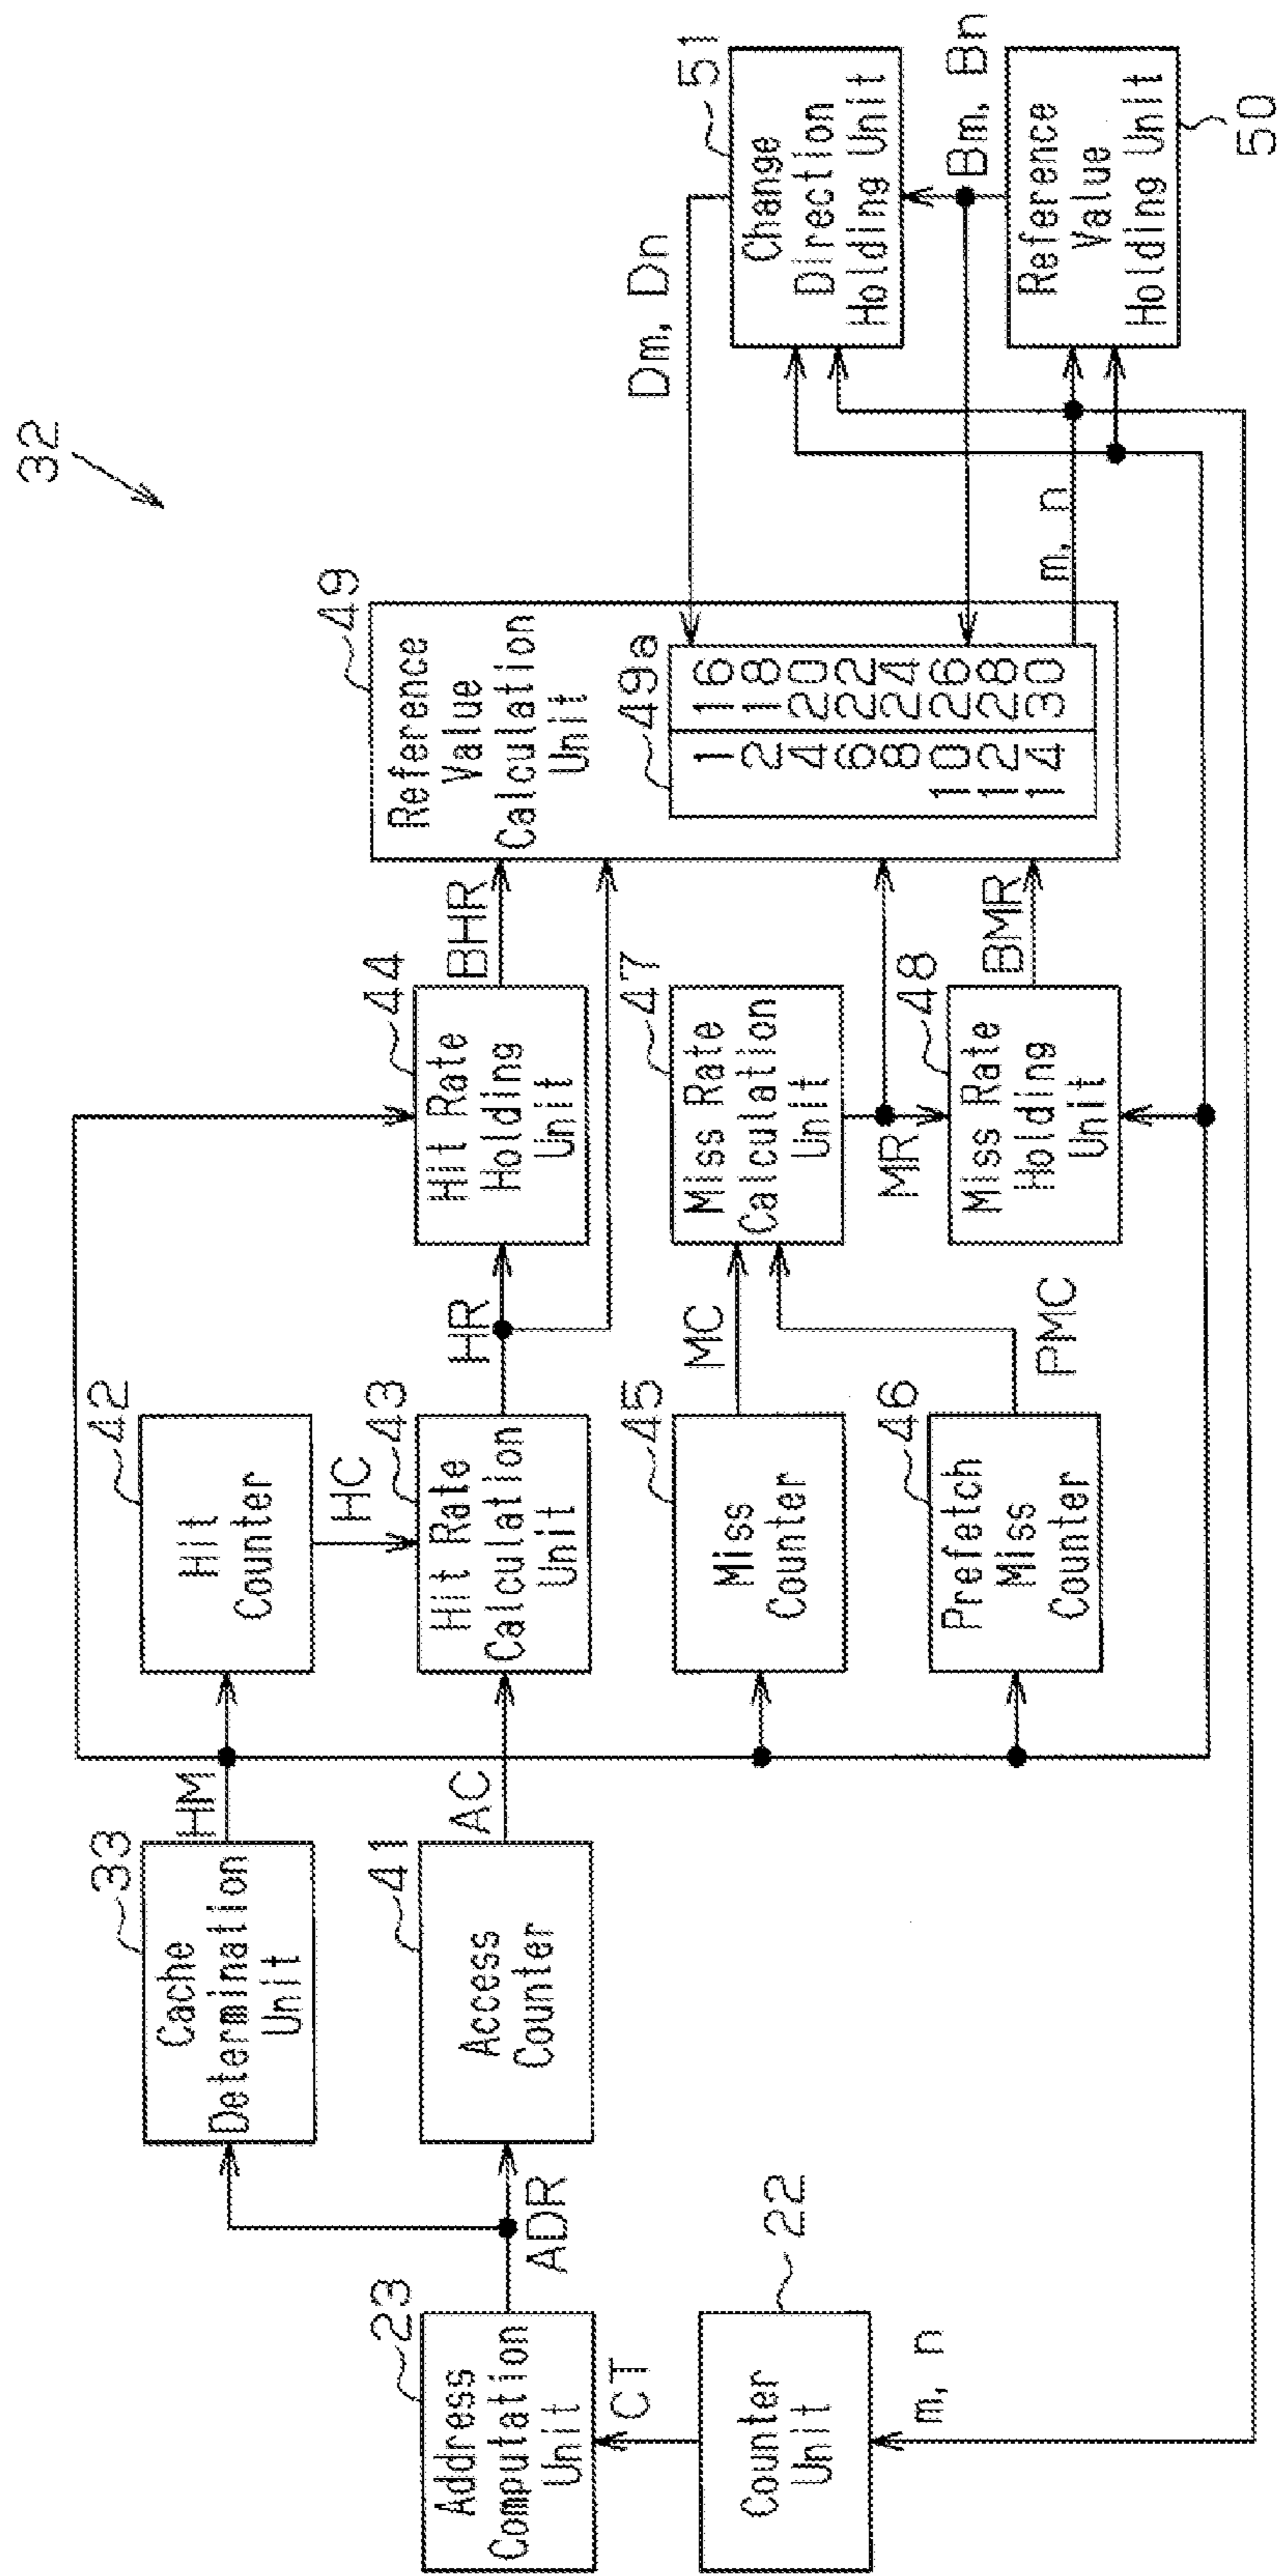 32
33
Cache
Determination
Unit
HM
42
Hit
Counter
HC
23
Address
Computation
Unit
ADR
41
Access
Counter
AC
43
Hit Rate
Calculation
Unit
HR
44
Hit Rate
Holding
Unit
BHR
49
Reference
Value
Calculation
Unit
49a
1 16
2 18
4 20
6 22
8 24
10 26
12 28
14 30
Dm, Dn
51
Change
Direction
Holding Unit
Bm, Bn
m, n
Reference
Value
Holding Unit
50
CT
22
Counter
Unit
m, n
45
Miss
Counter
MC
47
Miss Rate
Calculation
Unit
MR
46
Prefetch
Miss
Counter
PMC
48
Miss Rate
Holding
Unit
BMR